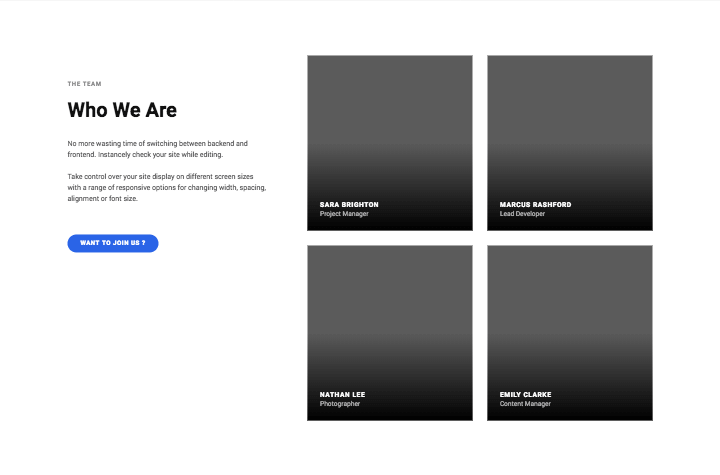 THE TEAM
Who We Are
No more wasting time of switching between backend and
frontend. Instancely check your site while editing.
Take control over your site display on different screen sizes
with a range of responsive options for changing width, spacing,
alignment or font size.
WANT TO JOIN US ?
SARA BRIGHTON
Project Manager
MARCUS RASHFORD
Lead Developer
NATHAN LEE
Photographer
EMILY CLARKE
Content Manager